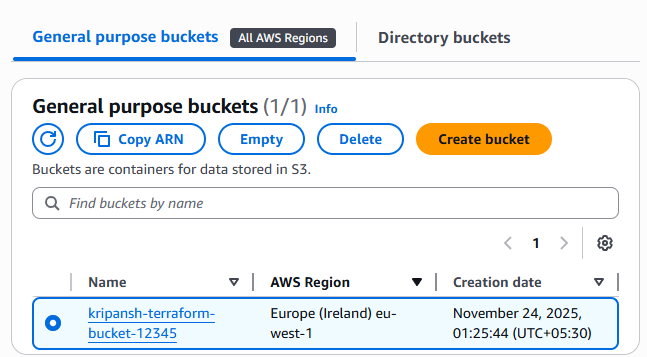 General purpose buckets All AWS Regions Directory buckets
General purpose buckets (1/1) Info
Copy ARN Empty Delete Create bucket
Buckets are containers for data stored in S3.
Find buckets by name
1
Name AWS Region Creation date
kripansh-terraform- Europe (Ireland) eu- November 24, 2025,
bucket-12345 west-1 01:25:44 (UTC+05:30)